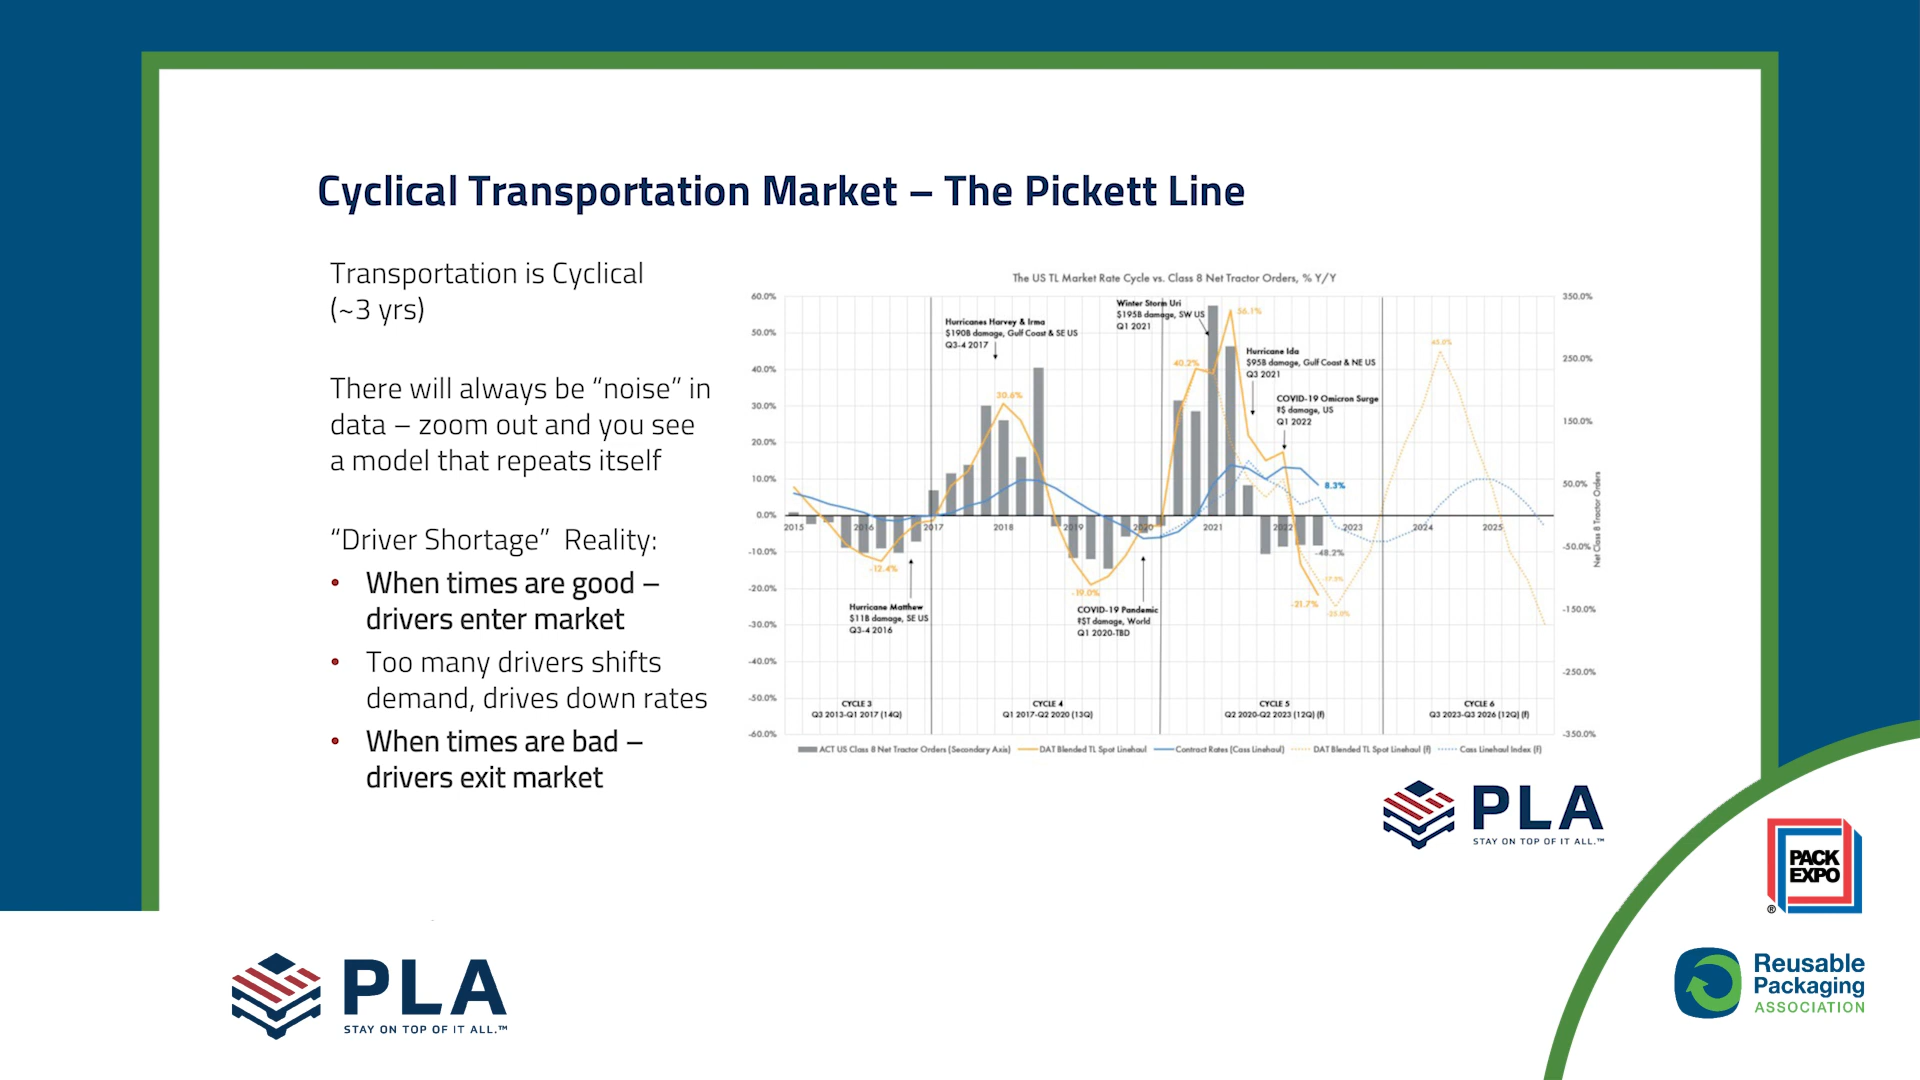 Cyclical Transportation Market – The Pickett Line
Transportation is Cyclical
(~3 yrs)
There will always be “noise” in
data – zoom out and you see
a model that repeats itself
“Driver Shortage”  Reality:
• When times are good –
drivers enter market
• Too many drivers shifts
demand, drives down rates
• When times are bad –
drivers exit market
The US TL Market Rate Cycle vs. Class 8 Net Tractor Orders, % Y/Y
60.0%
50.0%
40.0%
30.0%
20.0%
10.0%
0.0%
-10.0%
-20.0%
-30.0%
-40.0%
-50.0%
-60.0%
350.0%
250.0%
150.0%
50.0%
-50.0%
-150.0%
-250.0%
-350.0%
Net Class 8 Tractor Orders
2015 2016 2017 2018 2019 2020 2021 2022 2023 2024 2025
Hurricanes Harvey & Irma
$190B damage, Gulf Coast & SE US
Q3-4 2017
Winter Storm Uri
$195B damage, SW US
Q1 2021
Hurricane Ida
$95B damage, Gulf Coast & NE US
Q3 2021
COVID-19 Omicron Surge
?$ damage, US
Q1 2022
Hurricane Matthew
$11B damage, SE US
Q3-4 2016
COVID-19 Pandemic
?$T damage, World
Q1 2020-TBD
-12.4%
30.6%
-19.0%
40.2%
56.1%
8.3%
-48.2%
-17.5%
-21.7%
-25.0%
45.0%
CYCLE 3
Q3 2013-Q1 2017 (14Q)
CYCLE 4
Q1 2017-Q2 2020 (13Q)
CYCLE 5
Q2 2020-Q2 2023 (12Q) (f)
CYCLE 6
Q3 2023-Q3 2026 (12Q) (f)
ACT US Class 8 Net Tractor Orders (Secondary Axis) DAT Blended TL Spot Linehaul Contract Rates (Cass Linehaul) DAT Blended TL Spot Linehaul (f) Cass Linehaul Index (f)
PLA
STAY ON TOP OF IT ALL.™
PACK
EXPO
®
Reusable
Packaging
ASSOCIATION
PLA
STAY ON TOP OF IT ALL.™